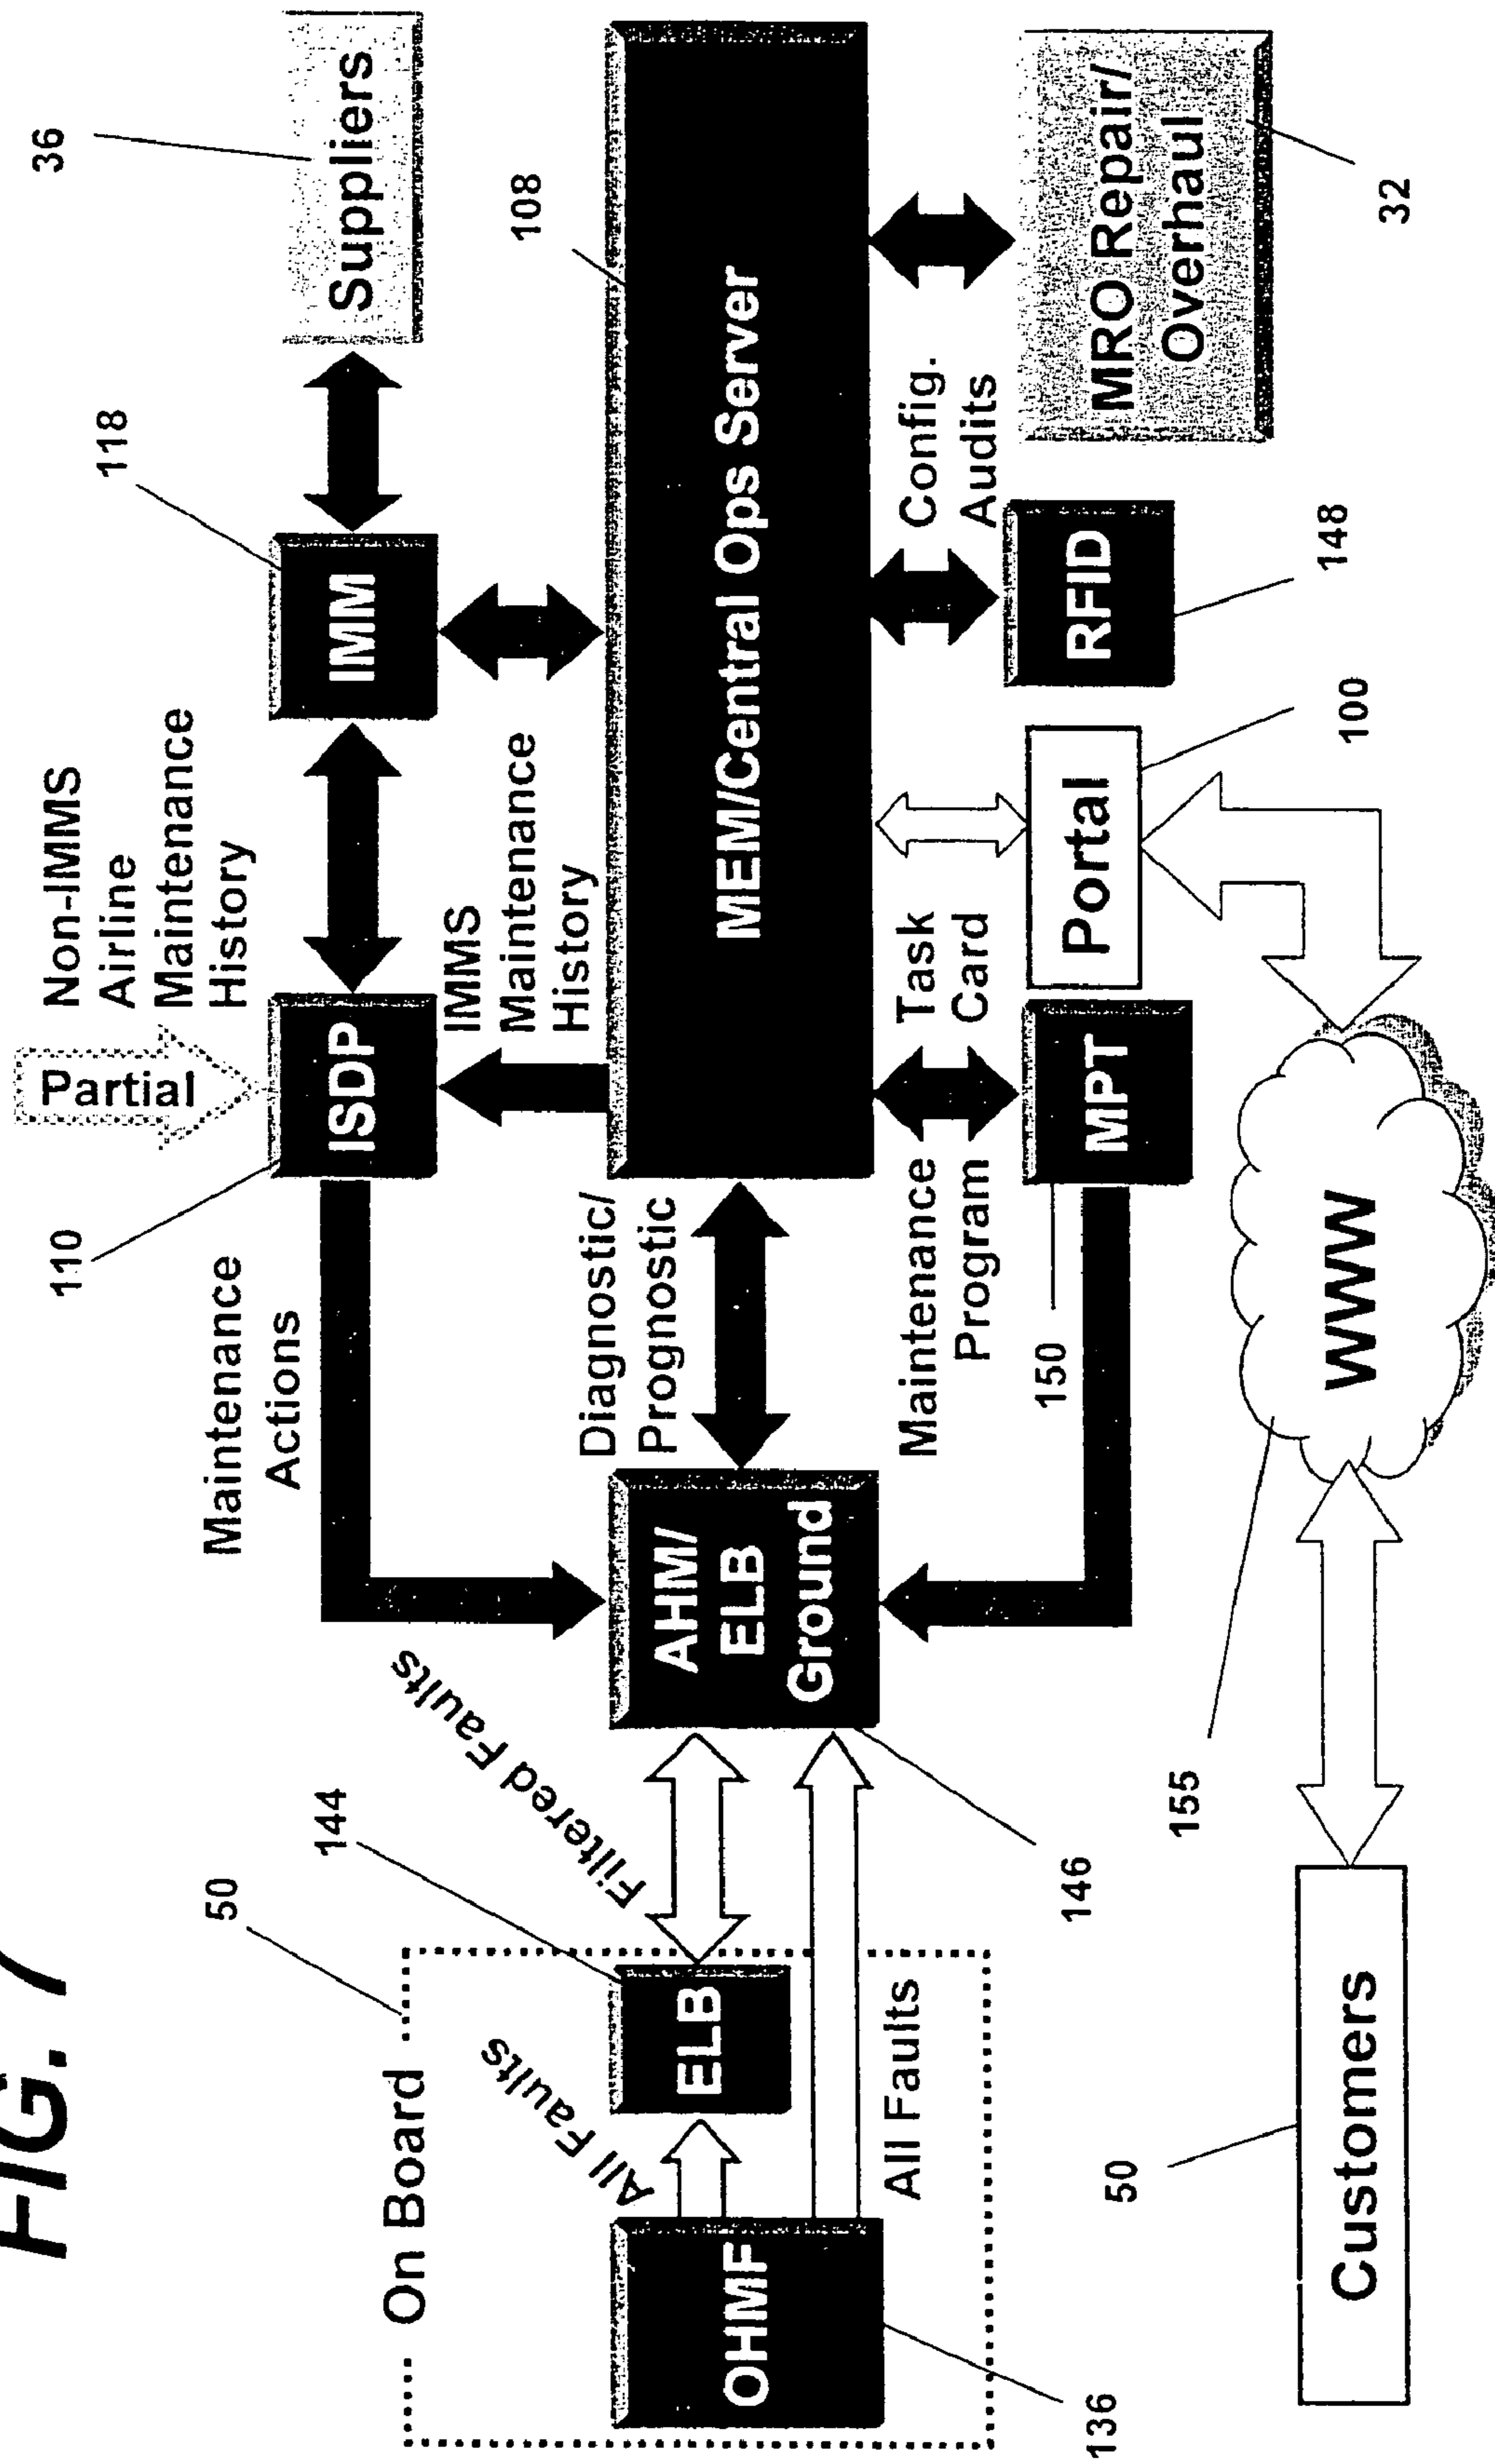 FIG. 7
50
On Board
OHMF
136
All Faults
ELB
144
All Faults
Filtered Faults
AHM/
ELB
Ground
146
Maintenance
Actions
110
Partial
Non-IMMS
Airline
Maintenance
History
ISDP
IMM
118
Suppliers
36
IMMS
Maintenance
History
Diagnostic/
Prognostic
MEM/Central Ops Server
108
Maintenance
Program
Task
Card
150
MPT
Portal
100
Config.
Audits
RFID
148
MRO Repair/
Overhaul
32
50
Customers
155
WWW